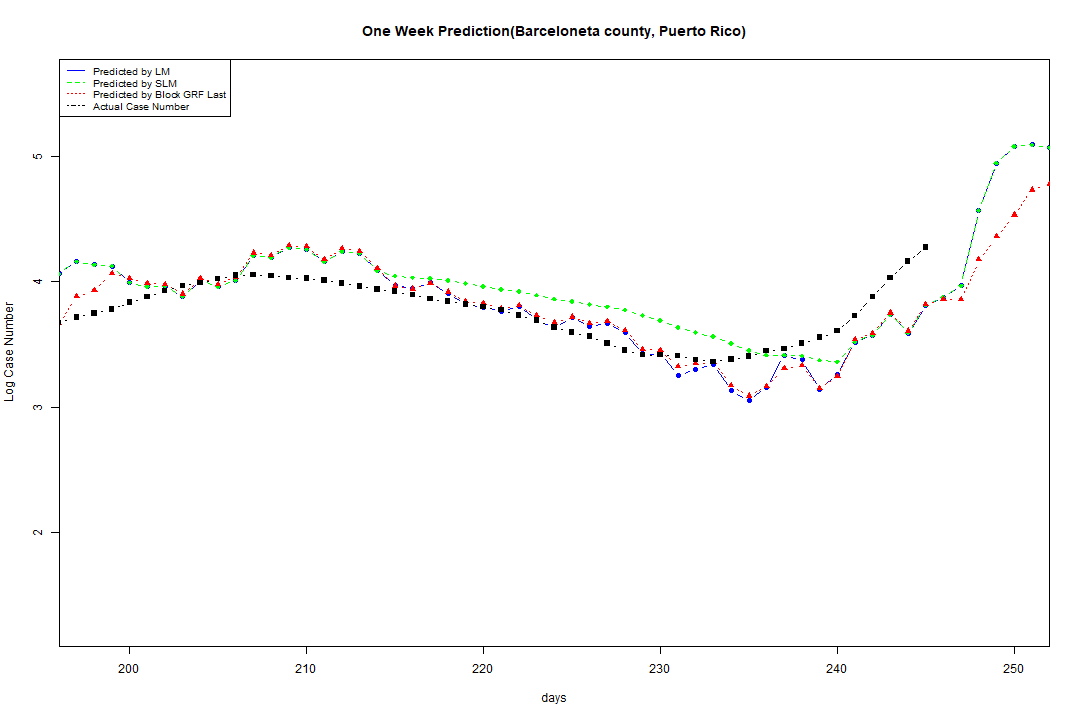 One Week Prediction(Barceloneta county, Puerto Rico)
Predicted by LM
Predicted by SLM
Predicted by Block GRF Last
Actual Case Number
5
4
3
2
Log Case Number
200 210 220 230 240 250
days